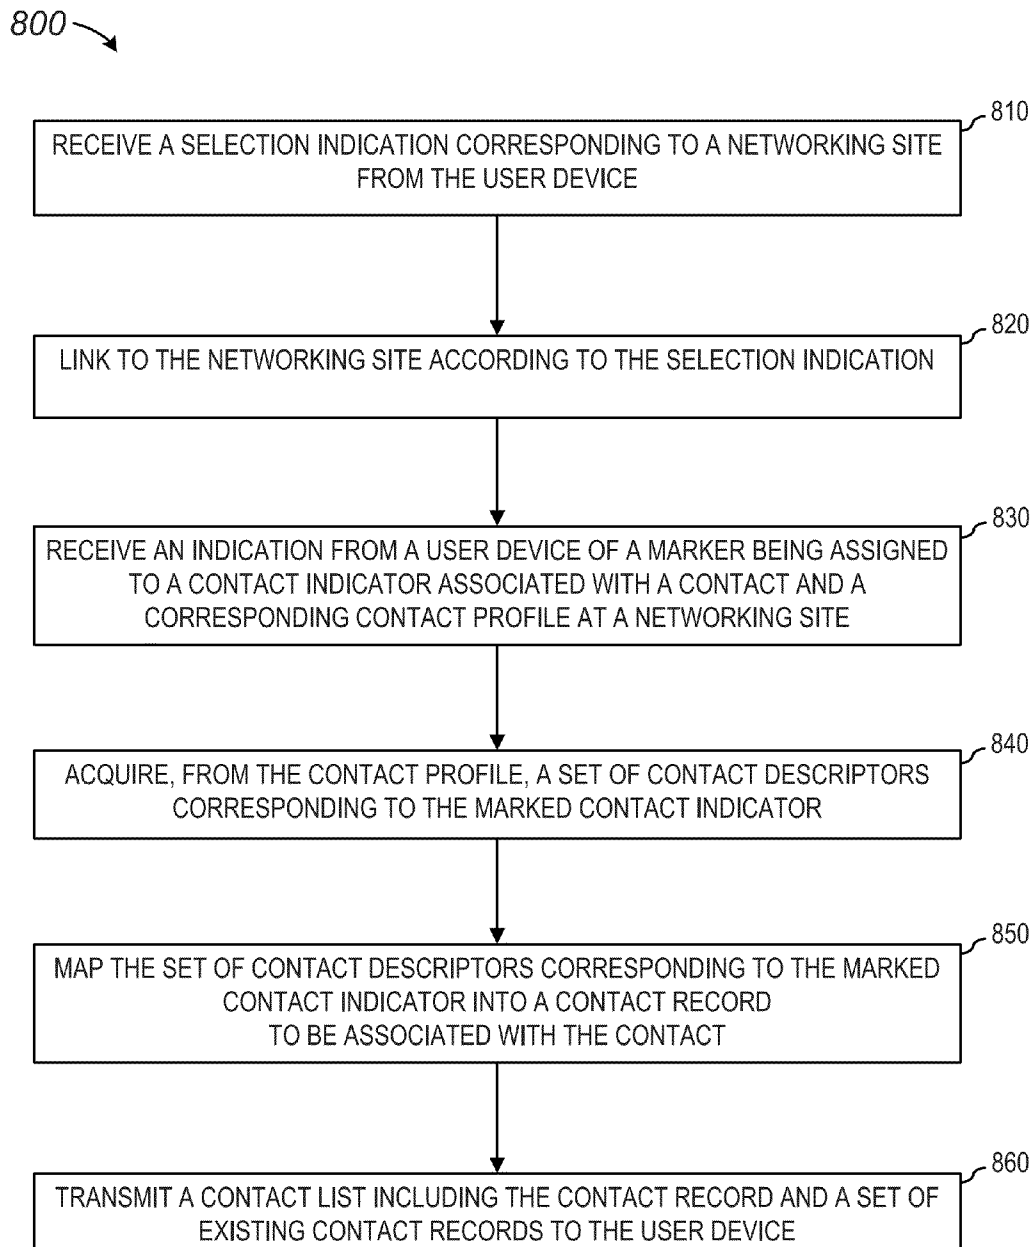 800
810
RECEIVE A SELECTION INDICATION CORRESPONDING TO A NETWORKING SITE
FROM THE USER DEVICE
820
LINK TO THE NETWORKING SITE ACCORDING TO THE SELECTION INDICATION
830
RECEIVE AN INDICATION FROM A USER DEVICE OF A MARKER BEING ASSIGNED
TO A CONTACT INDICATOR ASSOCIATED WITH A CONTACT AND A
CORRESPONDING CONTACT PROFILE AT A NETWORKING SITE
840
ACQUIRE, FROM THE CONTACT PROFILE, A SET OF CONTACT DESCRIPTORS
CORRESPONDING TO THE MARKED CONTACT INDICATOR
850
MAP THE SET OF CONTACT DESCRIPTORS CORRESPONDING TO THE MARKED
CONTACT INDICATOR INTO A CONTACT RECORD
TO BE ASSOCIATED WITH THE CONTACT
860
TRANSMIT A CONTACT LIST INCLUDING THE CONTACT RECORD AND A SET OF
EXISTING CONTACT RECORDS TO THE USER DEVICE